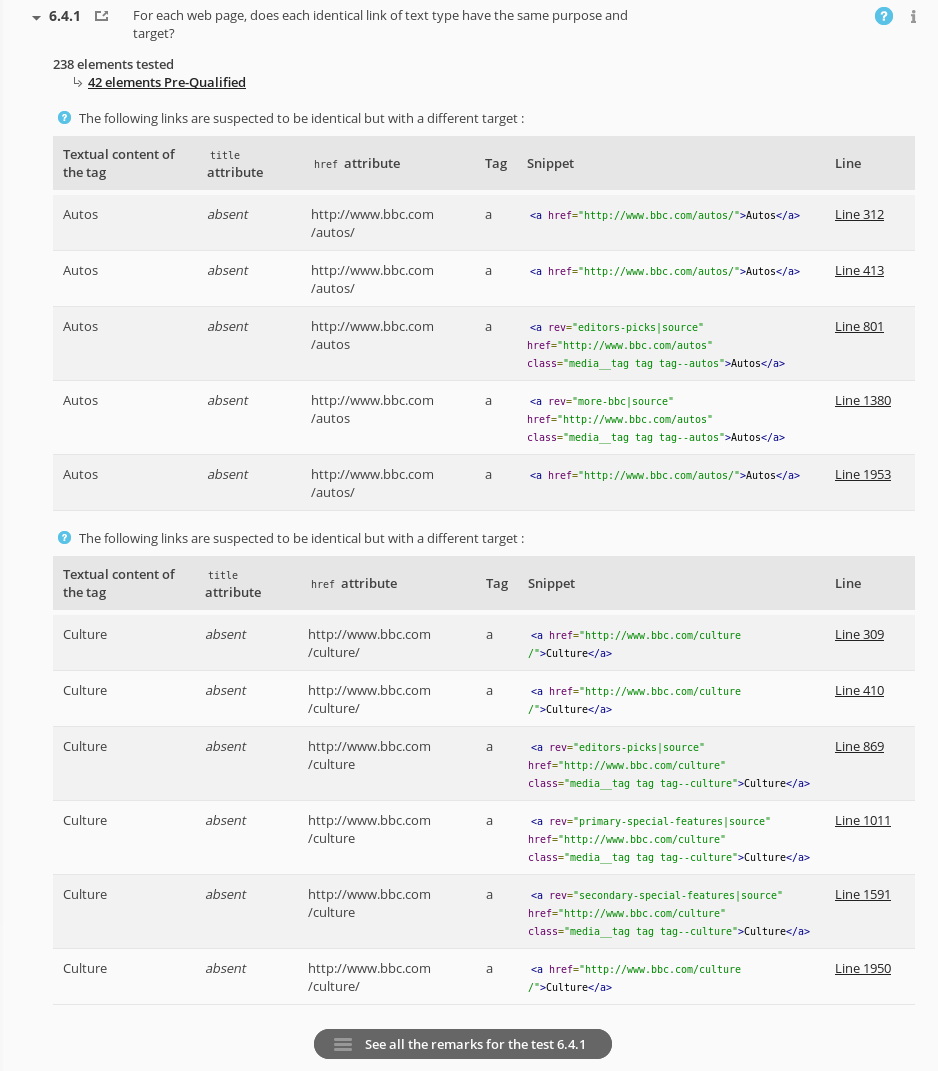 6.4.1 For each web page, does each identical link of text type have the same purpose and
target?
238 elements tested
42 elements Pre-Qualified
The following links are suspected to be identical but with a different target :
Textual content of the tag title attribute href attribute Tag Snippet Line
Autos absent http://www.bbc.com/autos/ a <a href="http://www.bbc.com/autos/">Autos</a> Line 312
Autos absent http://www.bbc.com/autos/ a <a href="http://www.bbc.com/autos/">Autos</a> Line 413
Autos absent http://www.bbc.com/autos a <a rev="editors-picks|source" href="http://www.bbc.com/autos" class="media__tag tag tag--autos">Autos</a> Line 801
Autos absent http://www.bbc.com/autos a <a rev="more-bbc|source" href="http://www.bbc.com/autos" class="media__tag tag tag--autos">Autos</a> Line 1380
Autos absent http://www.bbc.com/autos/ a <a href="http://www.bbc.com/autos/">Autos</a> Line 1953
The following links are suspected to be identical but with a different target :
Textual content of the tag title attribute href attribute Tag Snippet Line
Culture absent http://www.bbc.com/culture/ a <a href="http://www.bbc.com/culture/">Culture</a> Line 309
Culture absent http://www.bbc.com/culture/ a <a href="http://www.bbc.com/culture/">Culture</a> Line 410
Culture absent http://www.bbc.com/culture a <a rev="editors-picks|source" href="http://www.bbc.com/culture" class="media__tag tag tag--culture">Culture</a> Line 869
Culture absent http://www.bbc.com/culture a <a rev="primary-special-features|source" href="http://www.bbc.com/culture" class="media__tag tag tag--culture">Culture</a> Line 1011
Culture absent http://www.bbc.com/culture a <a rev="secondary-special-features|source" href="http://www.bbc.com/culture" class="media__tag tag tag--culture">Culture</a> Line 1591
Culture absent http://www.bbc.com/culture/ a <a href="http://www.bbc.com/culture/">Culture</a> Line 1950
See all the remarks for the test 6.4.1